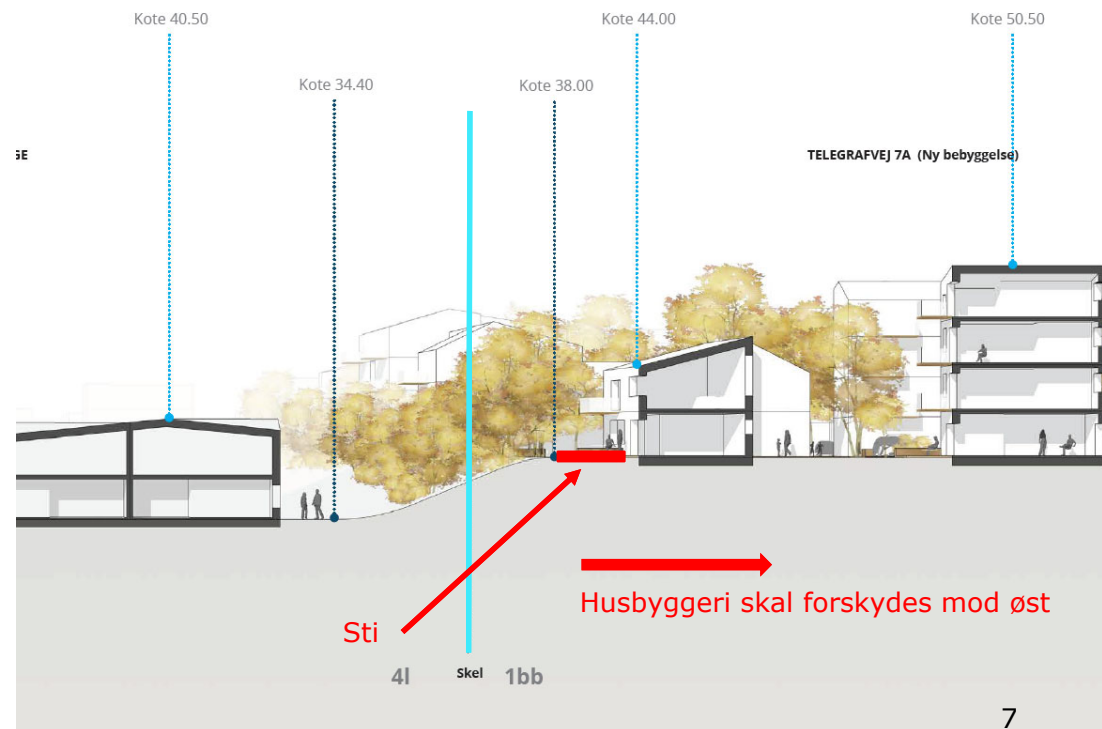 Kote 40.50
Kote 44.00
Kote 50.50
Kote 34.40
Kote 38.00
GE
TELEGRAFVEJ 7A (Ny bebyggelse)
Husbyggeri skal forskydes mod øst
Sti
4l
Skel
1bb
7